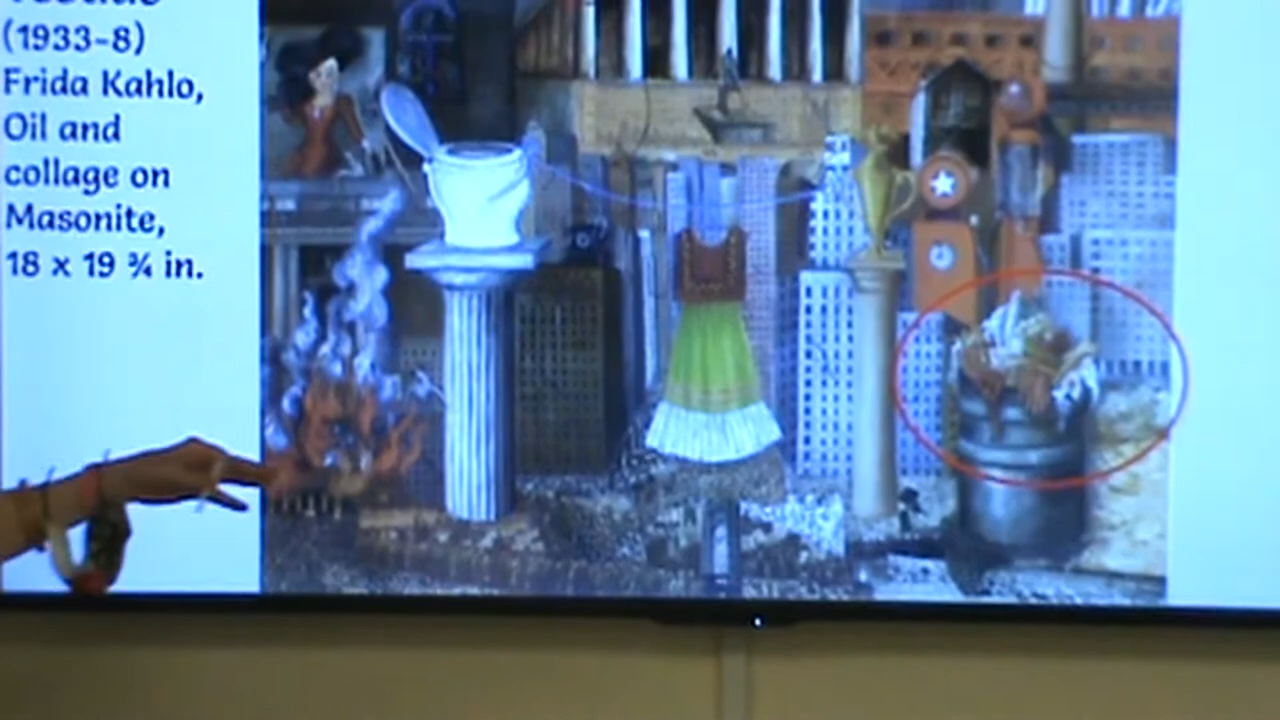 (1933-8)
Frida Kahlo,
Oil and
collage on
Masonite,
18 x 19 ¾ in.